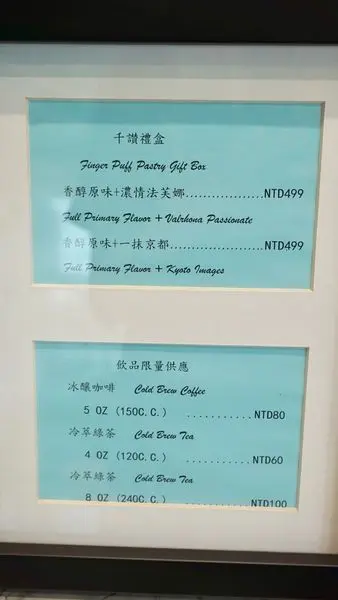 千讚禮盒
Finger Puff Pastry Gift Box
香醇原味+濃情法芙娜..................NTD499
Full Primary Flavor + Valrhona Passionate
香醇原味+一抹京都......................NTD499
Full Primary Flavor + Kyoto Images
飲品限量供應
冰釀咖啡 Cold Brew Coffee
5 OZ (150C.C.) ............NTD80
冷萃綠茶 Cold Brew Tea
4 OZ (120C.C.) ............NTD60
冷萃綠茶 Cold Brew Tea
8 OZ (240C.C.) ............NTD100